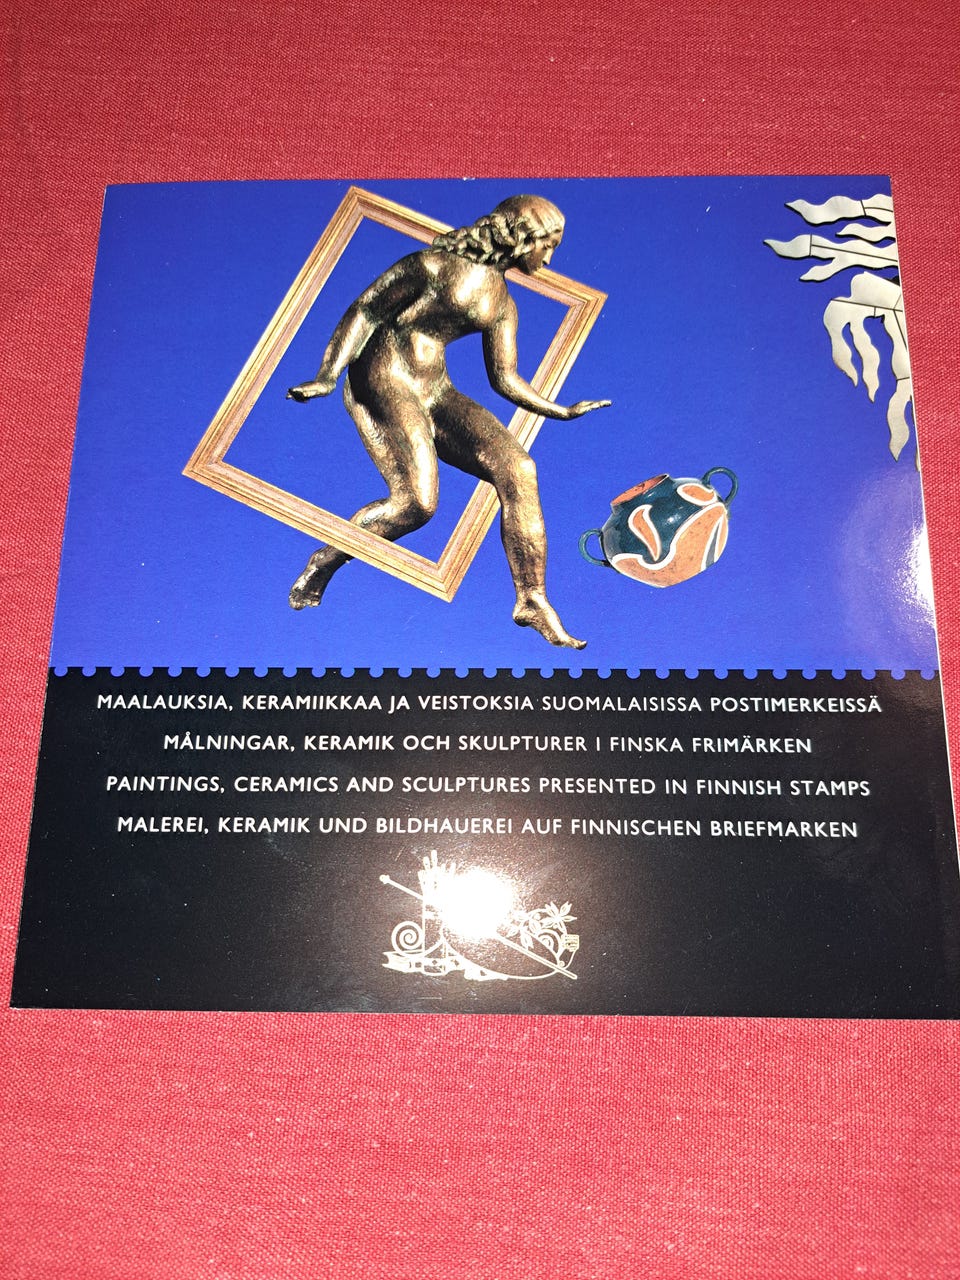 MAALAUKSIA, KERAMIIKKAA JA VEISTOKSIA SUOMALAISISSA POSTIMERKEISSÄ
MÅLNINGAR, KERAMIK OCH SKULPTURER I FINSKA FRIMÄRKEN
PAINTINGS, CERAMICS AND SCULPTURES PRESENTED IN FINNISH STAMPS
MALEREI, KERAMIK UND BILDHAUEREI AUF FINNISCHEN BRIEFMARKEN